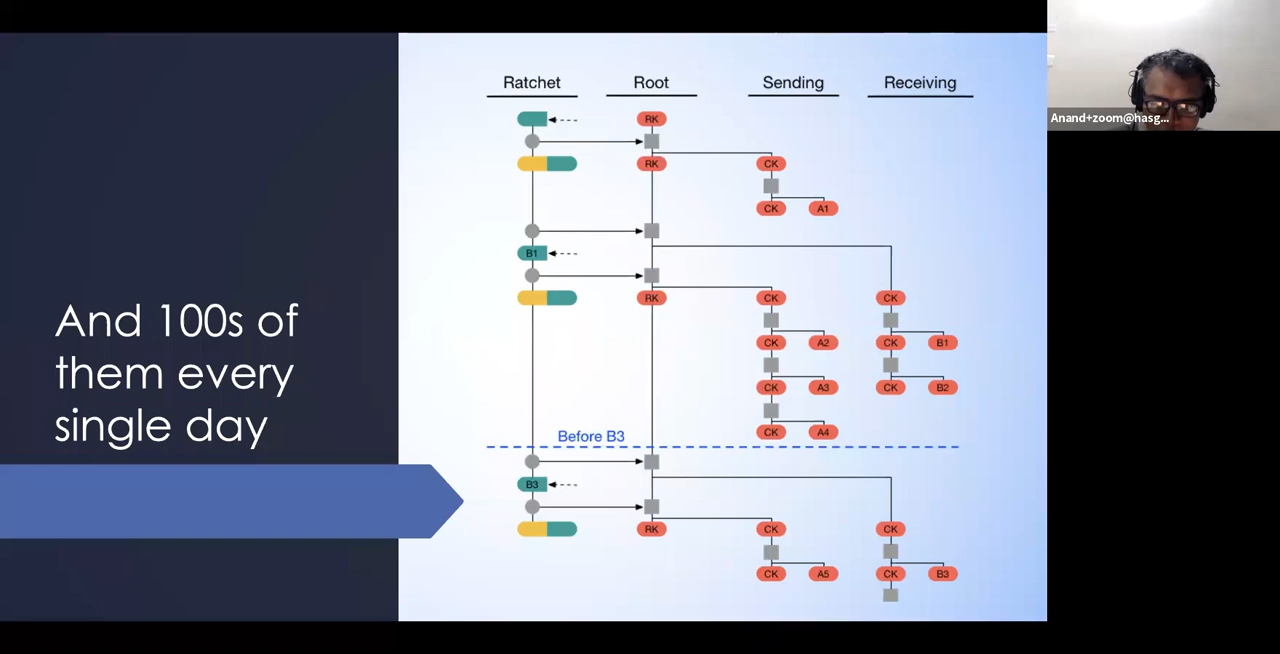 Ratchet Root Sending Receiving
RK
RK CK
CK A1
B1
RK CK CK
CK A2 CK B1
CK A3 CK B2
CK A4
Before B3
B3
RK CK CK
CK A5 CK B3
And 100s of
them every
single day
Anand+zoom@hasg...